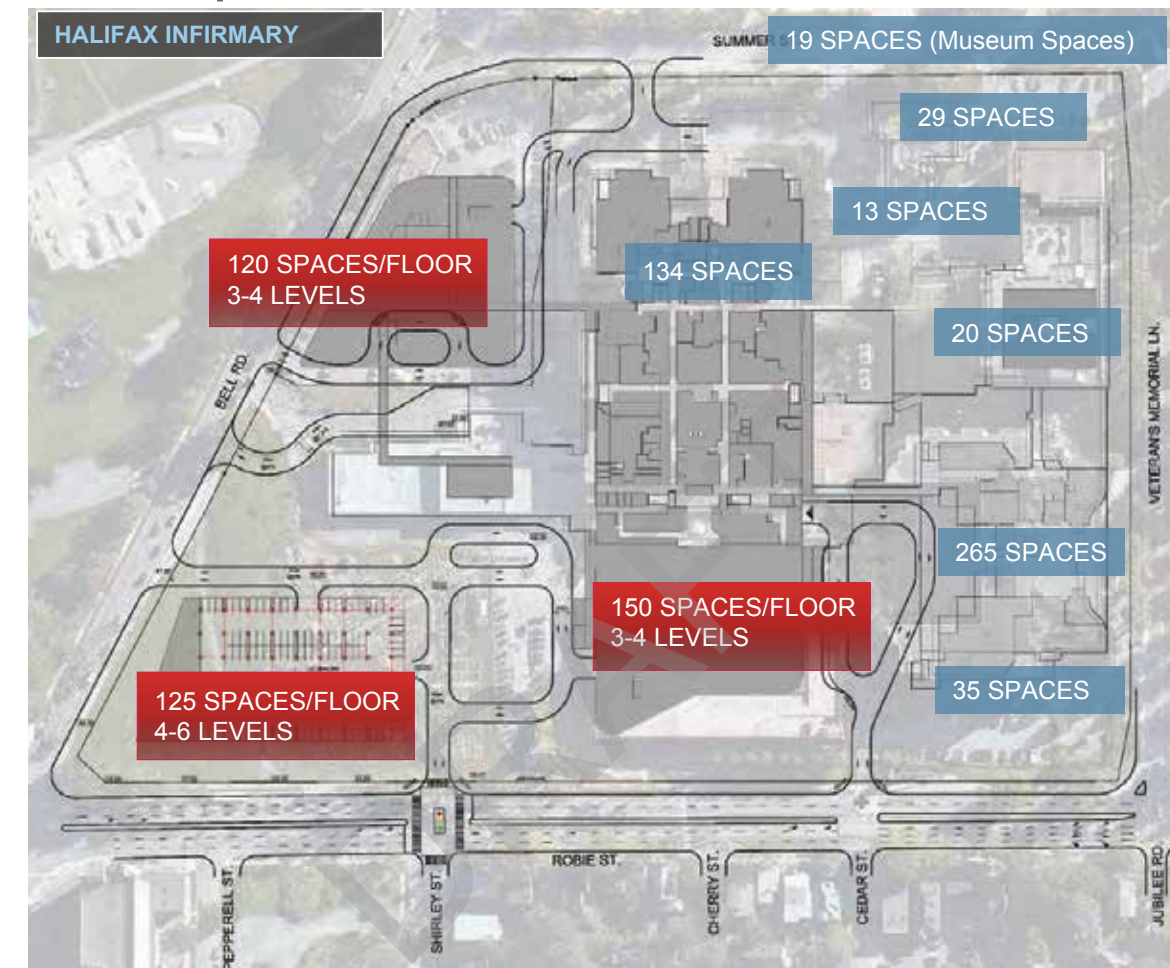 HALIFAX INFIRMARY
SUMMER
19 SPACES (Museum Spaces)
29 SPACES
13 SPACES
120 SPACES/FLOOR
3-4 LEVELS
134 SPACES
20 SPACES
BELL RD.
VETERAN'S MEMORIAL LN.
265 SPACES
150 SPACES/FLOOR
3-4 LEVELS
125 SPACES/FLOOR
4-6 LEVELS
35 SPACES
ROBIE ST.
PEPPERELL ST.
SHIRLEY ST.
CHERRY ST.
CEDAR ST.
JUBILEE RD
DRAFT